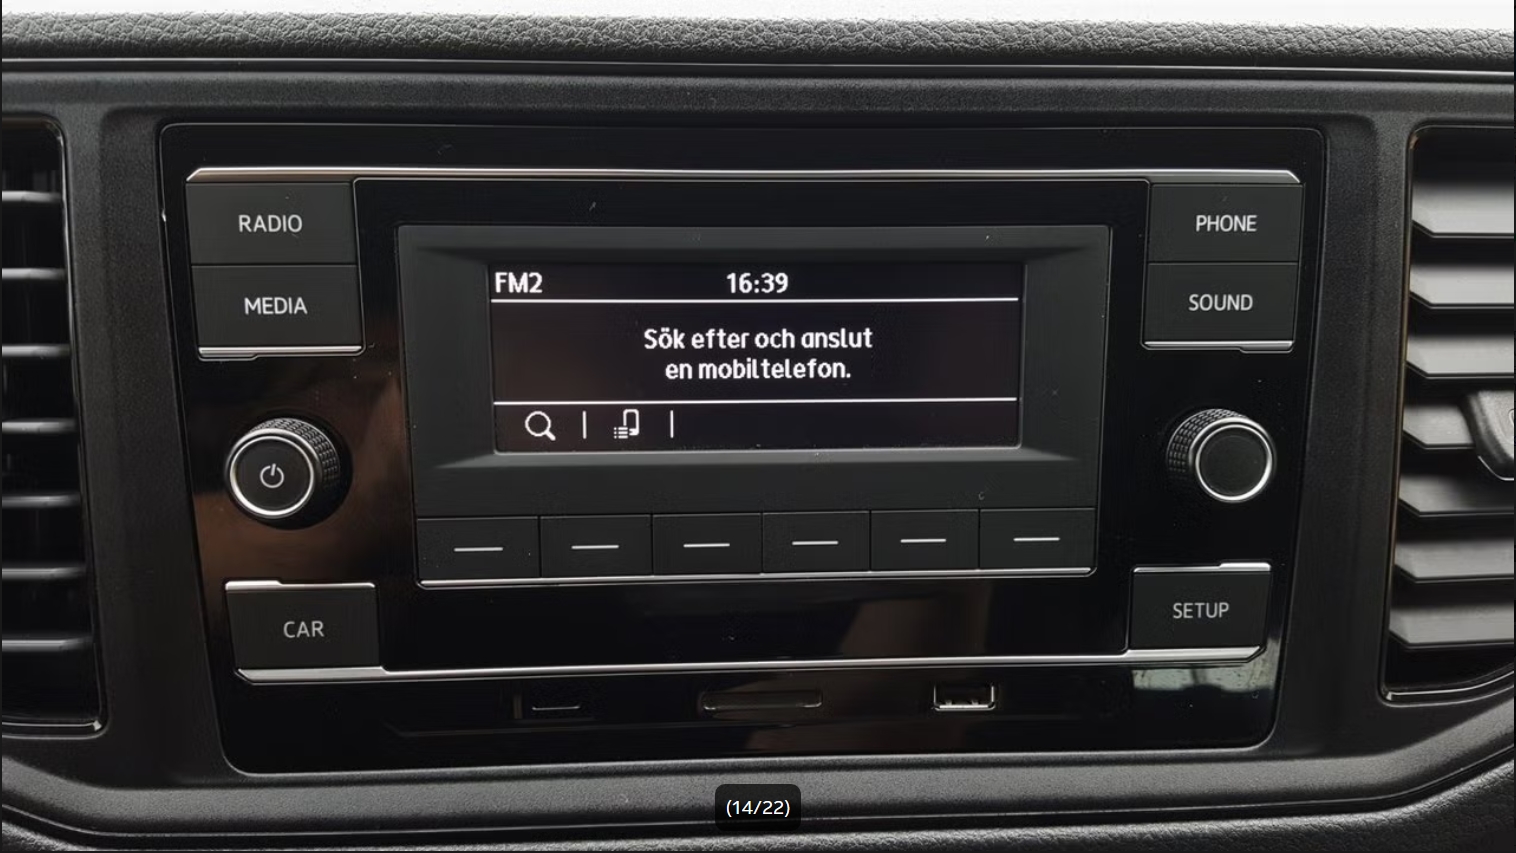 RADIO
PHONE
MEDIA
SOUND
FM2 16:39
Sök efter och anslut
en mobiltelefon.
CAR
SETUP
(14/22)